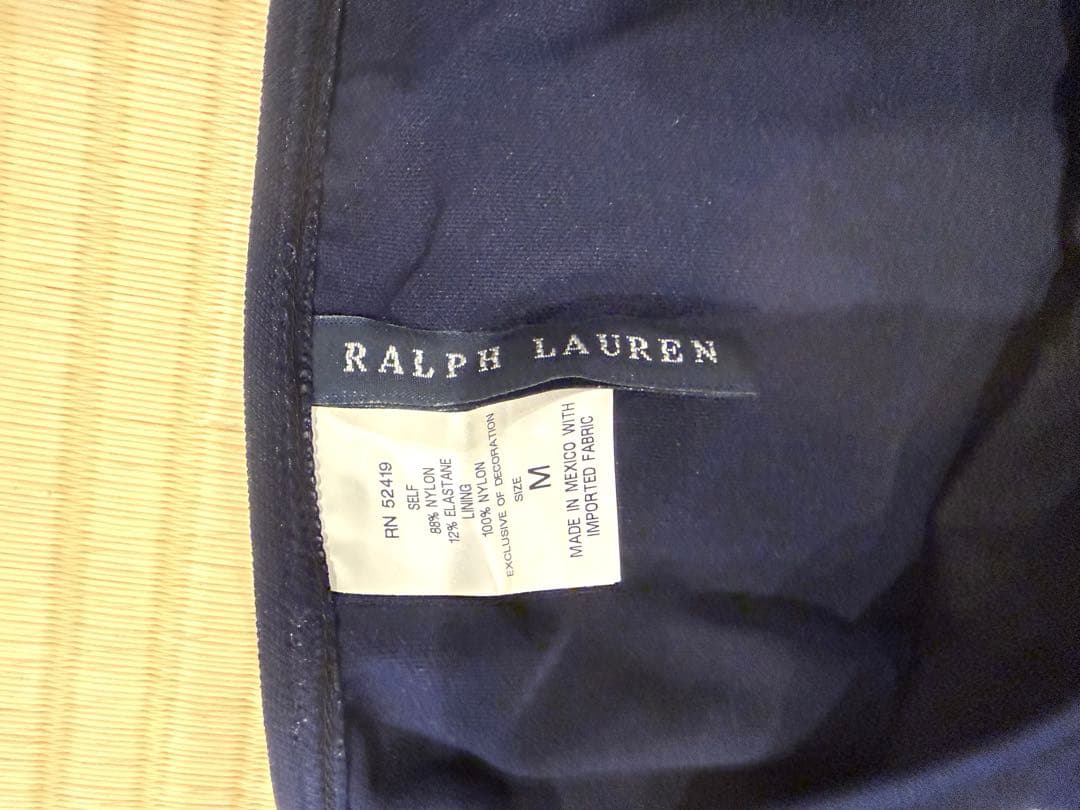 RALPH LAUREN
RN 52419
SELF
88% NYLON
12% ELASTANE
LINING
100% NYLON
EXCLUSIVE OF DECORATION
SIZE
M
MADE IN MEXICO WITH
IMPORTED FABRIC